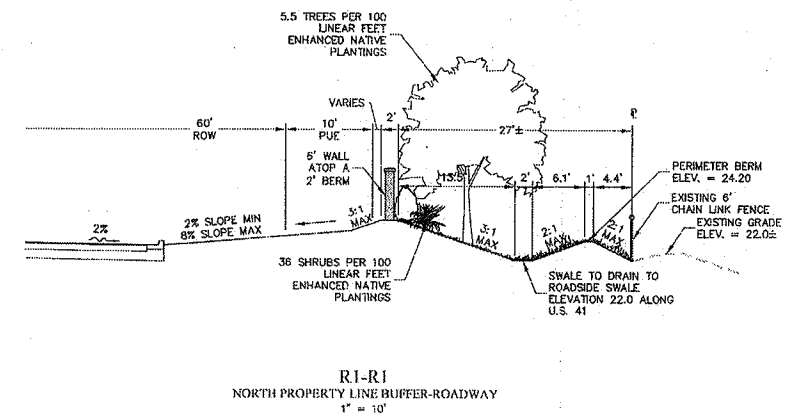 5.5 TREES PER 100
LINEAR FEET
ENHANCED NATIVE
PLANTINGS
VARIES
2'
60'
ROW
10'
PUE
27'±
6' WALL
ATOP A
2' BERM
13.5'
2'
6.1'
1'
4.4'
PERIMETER BERM
ELEV. = 24.20
EXISTING 6'
CHAIN LINK FENCE
EXISTING GRADE
ELEV. = 22.0±
2%
2% SLOPE MIN
8% SLOPE MAX
3:1
MAX
3:1
MAX
2:1
MAX
2:1
MAX
36 SHRUBS PER 100
LINEAR FEET
ENHANCED NATIVE
PLANTINGS
SWALE TO DRAIN TO
ROADSIDE SWALE
ELEVATION 22.0 ALONG
U.S. 41
R1-R1
NORTH PROPERTY LINE BUFFER-ROADWAY
1" = 10'